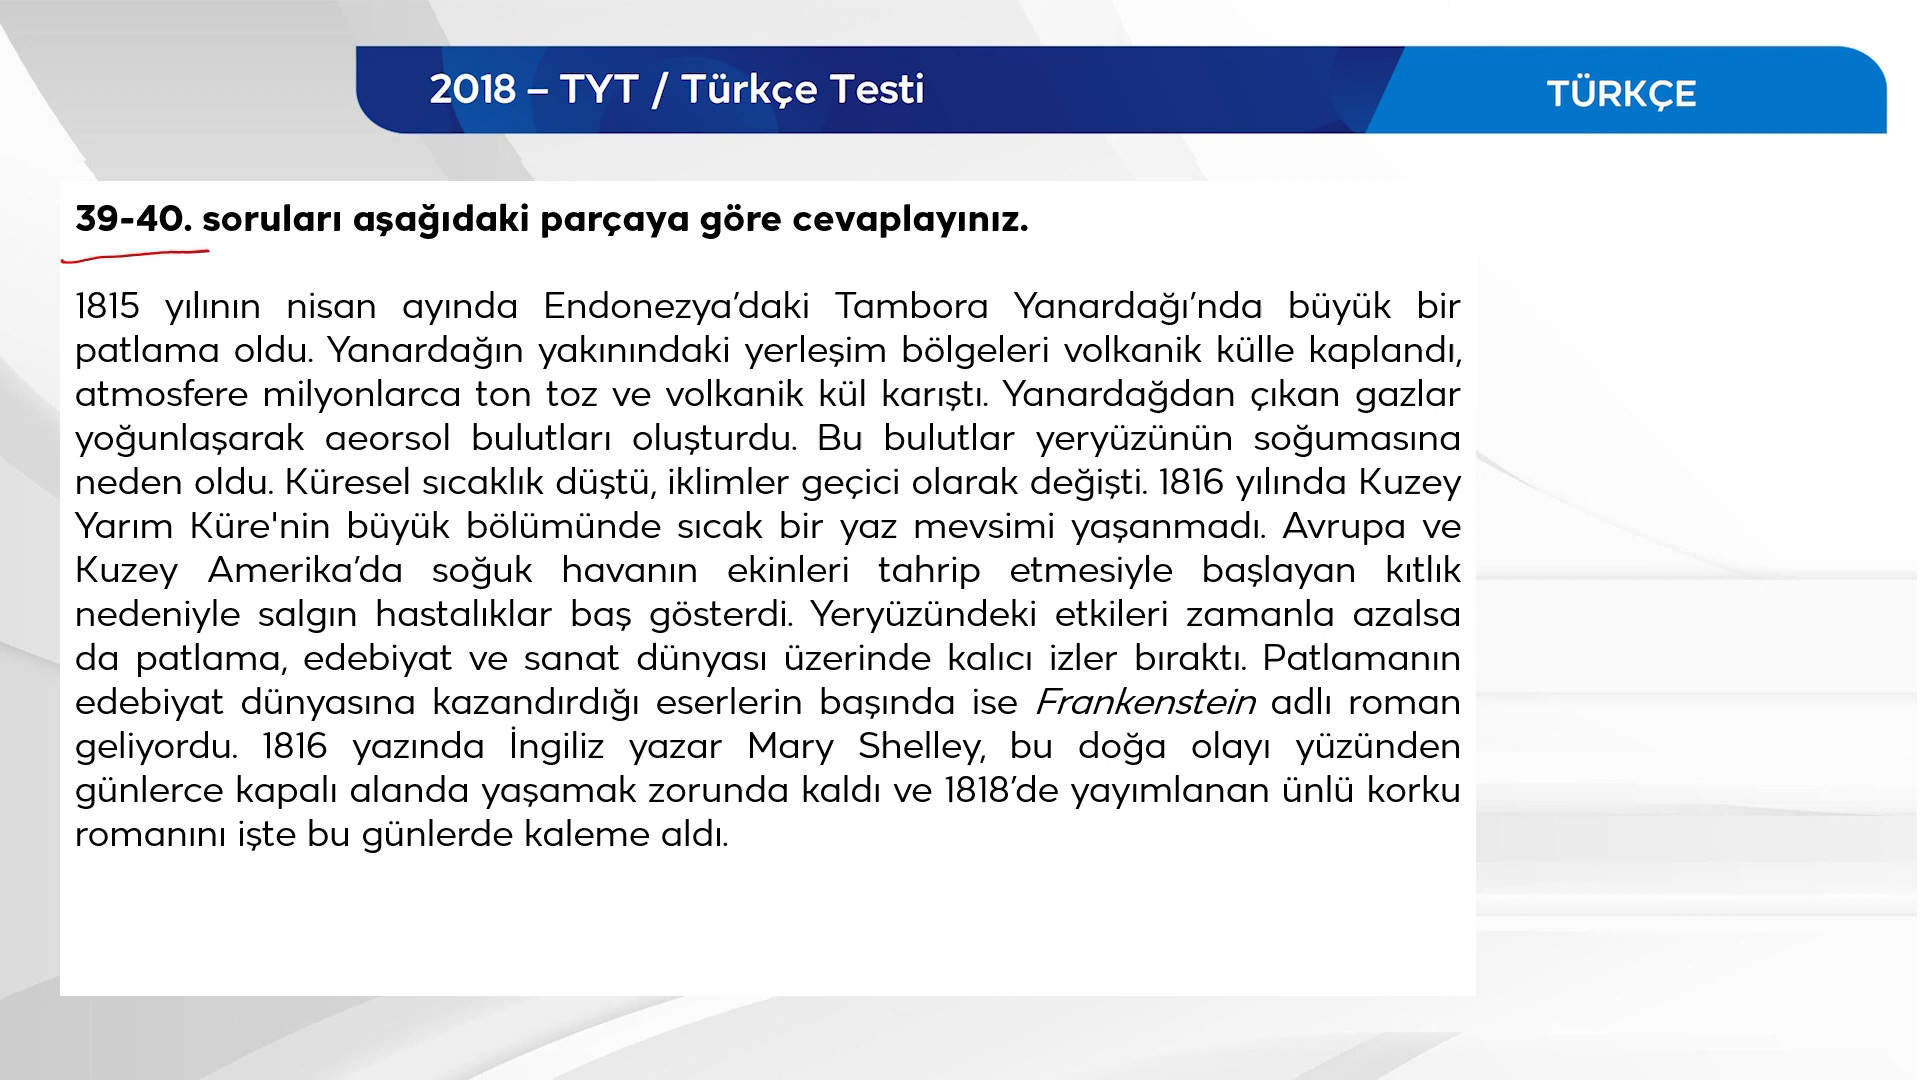 2018 – TYT / Türkçe Testi
TÜRKÇE
39-40. soruları aşağıdaki parçaya göre cevaplayınız.
1815 yılının nisan ayında Endonezya’daki Tambora Yanardağı’nda büyük bir
patlama oldu. Yanardağın yakınındaki yerleşim bölgeleri volkanik külle kaplandı,
atmosfere milyonlarca ton toz ve volkanik kül karıştı. Yanardağdan çıkan gazlar
yoğunlaşarak aeorsol bulutları oluşturdu. Bu bulutlar yeryüzünün soğumasına
neden oldu. Küresel sıcaklık düştü, iklimler geçici olarak değişti. 1816 yılında Kuzey
Yarım Küre'nin büyük bölümünde sıcak bir yaz mevsimi yaşanmadı. Avrupa ve
Kuzey Amerika’da soğuk havanın ekinleri tahrip etmesiyle başlayan kıtlık
nedeniyle salgın hastalıklar baş gösterdi. Yeryüzündeki etkileri zamanla azalsa
da patlama, edebiyat ve sanat dünyası üzerinde kalıcı izler bıraktı. Patlamanın
edebiyat dünyasına kazandırdığı eserlerin başında ise Frankenstein adlı roman
geliyordu. 1816 yazında İngiliz yazar Mary Shelley, bu doğa olayı yüzünden
günlerce kapalı alanda yaşamak zorunda kaldı ve 1818’de yayımlanan ünlü korku
romanını işte bu günlerde kaleme aldı.